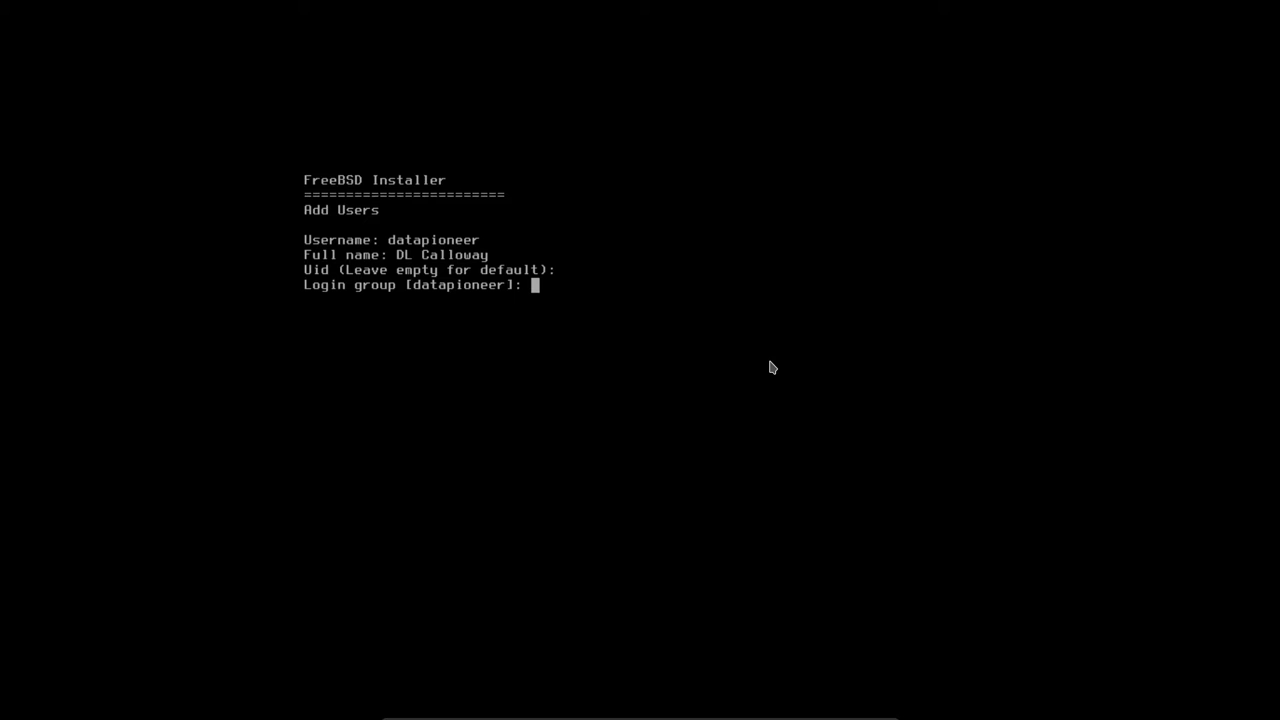 FreeBSD Installer
========================
Add Users
Username: datapioneer
Full name: DL Calloway
Uid (Leave empty for default):
Login group [datapioneer]: